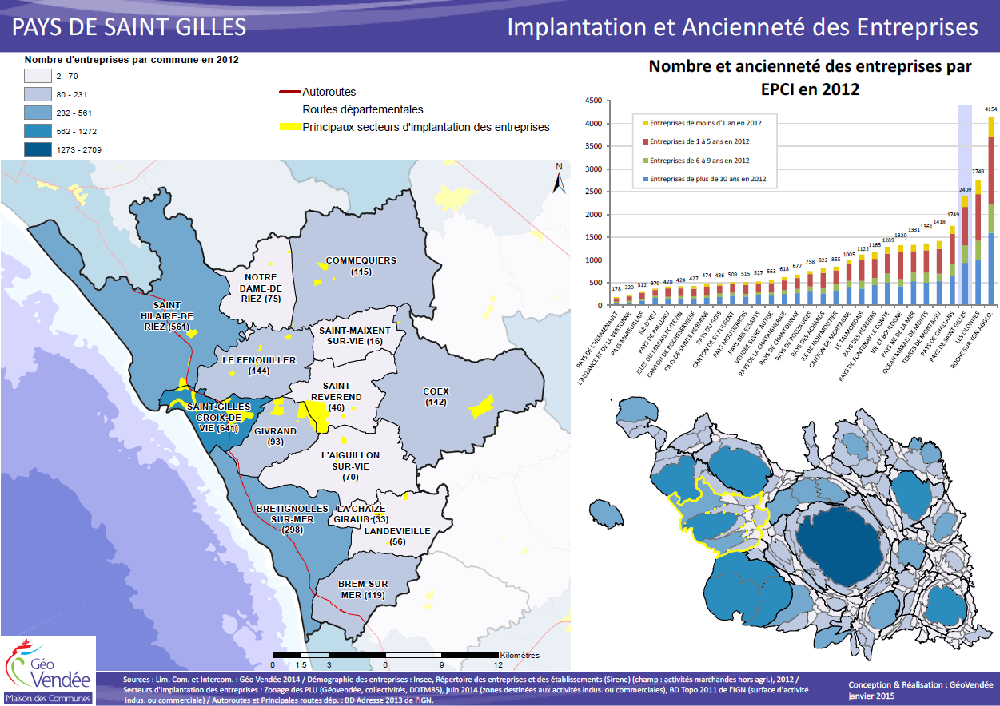 PAYS DE SAINT GILLES
Implantation et Ancienneté des Entreprises
Nombre d'entreprises par commune en 2012
2 - 79
80 - 231
232 - 561
562 - 1272
1273 - 2709
Autoroutes
Routes départementales
Principaux secteurs d'implantation des entreprises
N
COMMEQUIERS
(115)
NOTRE
DAME-DE
RIEZ (75)
SAINT
HILAIRE-DE
RIEZ (561)
SAINT-MAIXENT
SUR-VIE (16)
LE FENOUILLER
(144)
SAINT
REVEREND
(46)
COEX
(142)
SAINT-GILLES
CROIX-DE
VIE (641)
GIVRAND
(93)
L'AIGUILLON
SUR-VIE
(70)
BRETIGNOLLES
SUR-MER
(298)
LA CHAIZE
GIRAUD (33)
LANDEVIEILLE
(56)
BREM-SUR
MER (119)
Kilomètres
0 1,5 3 6 9 12
Nombre et ancienneté des entreprises par
EPCI en 2012
4500
4000
3500
3000
2500
2000
1500
1000
500
0
Entreprises de moins d'1 an en 2012
Entreprises de 1 à 5 ans en 2012
Entreprises de 6 à 9 ans en 2012
Entreprises de plus de 10 ans en 2012
178 220 312 370 420 424 427 474 486 509 515 527 563 618 677 758 822 855 1005 1122 1165 1289 1320 1331 1361 1418 1749 2409 2749 4154
PAYS DE L'HERMENAULT
L'AUZANCE ET DE LA VERTONNE
PAYS MAREUILLAIS
ILE-D'YEU
PAYS DE PALLUAU
ISLES DU MARAIS POITEVIN
CANTON DE ROCHESERVIERE
PAYS DE SAINTE HERMINE
PAYS DU GOIS
CANTON DE ST FULGENT
PAYS MOUTIERROIS
PAYS DES ESSARTS
VENDEE SEVRE AUTISE
PAYS DE LA CHATAIGNERAIE
PAYS DE CHANTONNAY
PAYS DE POUZAUGES
PAYS DES ACHARDS
ILE DE NOIRMOUTIER
CANTON DE MORTAGNE
LE TALMONDAIS
PAYS DES HERBIERS
PAYS DE FONTENAY LE COMTE
VIE ET BOULOGNE
PAYS NE DE LA MER
OCEAN MARAIS DE MONTS
TERRES DE MONTAIGU
PAYS DE CHALLANS
PAYS DE SAINT GILLES
LES OLONNES
ROCHE SUR YON AGGLO.
Géo
Vendée
Maison des Communes
Sources : Lim. Com. et Intercom. : Géo Vendée 2014 / Démographie des entreprises : Insee, Répertoire des entreprises et des établissements (Sirene) (champ : activités marchandes hors agri.), 2012 /
Secteurs d'implantation des entreprises : Zonage des PLU (Géovendée, collectivités, DDTM85), juin 2014 (zones destinées aux activités indus. ou commerciales), BD Topo 2011 de l'IGN (surface d'activité
indus. ou commerciale) / Autoroutes et Principales routes dép. : BD Adresse 2013 de l'IGN.
Conception & Réalisation : GéoVendée
janvier 2015